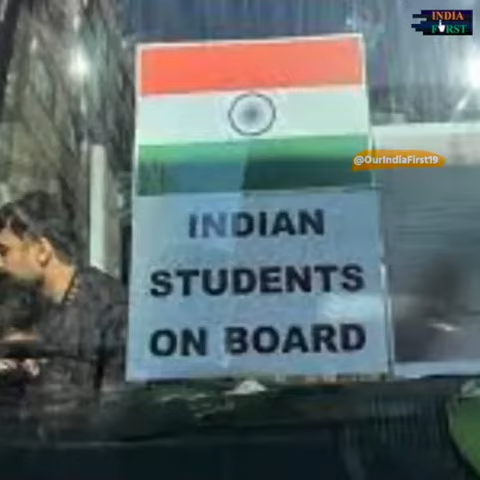 INDIA
FIRST
@OurIndiaFirst19
INDIAN
STUDENTS
ON BOARD